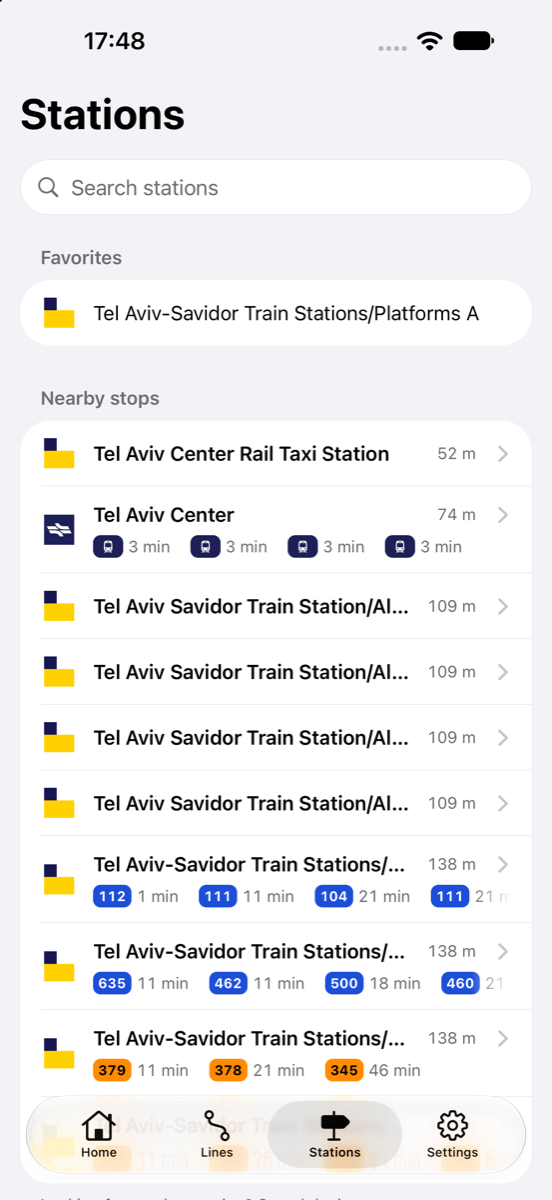 17:48
Stations
Search stations
Favorites
Tel Aviv-Savidor Train Stations/Platforms A
Nearby stops
Tel Aviv Center Rail Taxi Station 52 m
Tel Aviv Center 74 m
3 min 3 min 3 min 3 min
Tel Aviv Savidor Train Station/Al... 109 m
Tel Aviv Savidor Train Station/Al... 109 m
Tel Aviv Savidor Train Station/Al... 109 m
Tel Aviv Savidor Train Station/Al... 109 m
Tel Aviv-Savidor Train Stations/... 138 m
112 1 min 111 11 min 104 21 min 111 21
Tel Aviv-Savidor Train Stations/... 138 m
635 11 min 462 11 min 500 18 min 460 21
Tel Aviv-Savidor Train Stations/... 138 m
379 11 min 378 21 min 345 46 min
Home Lines Stations Settings